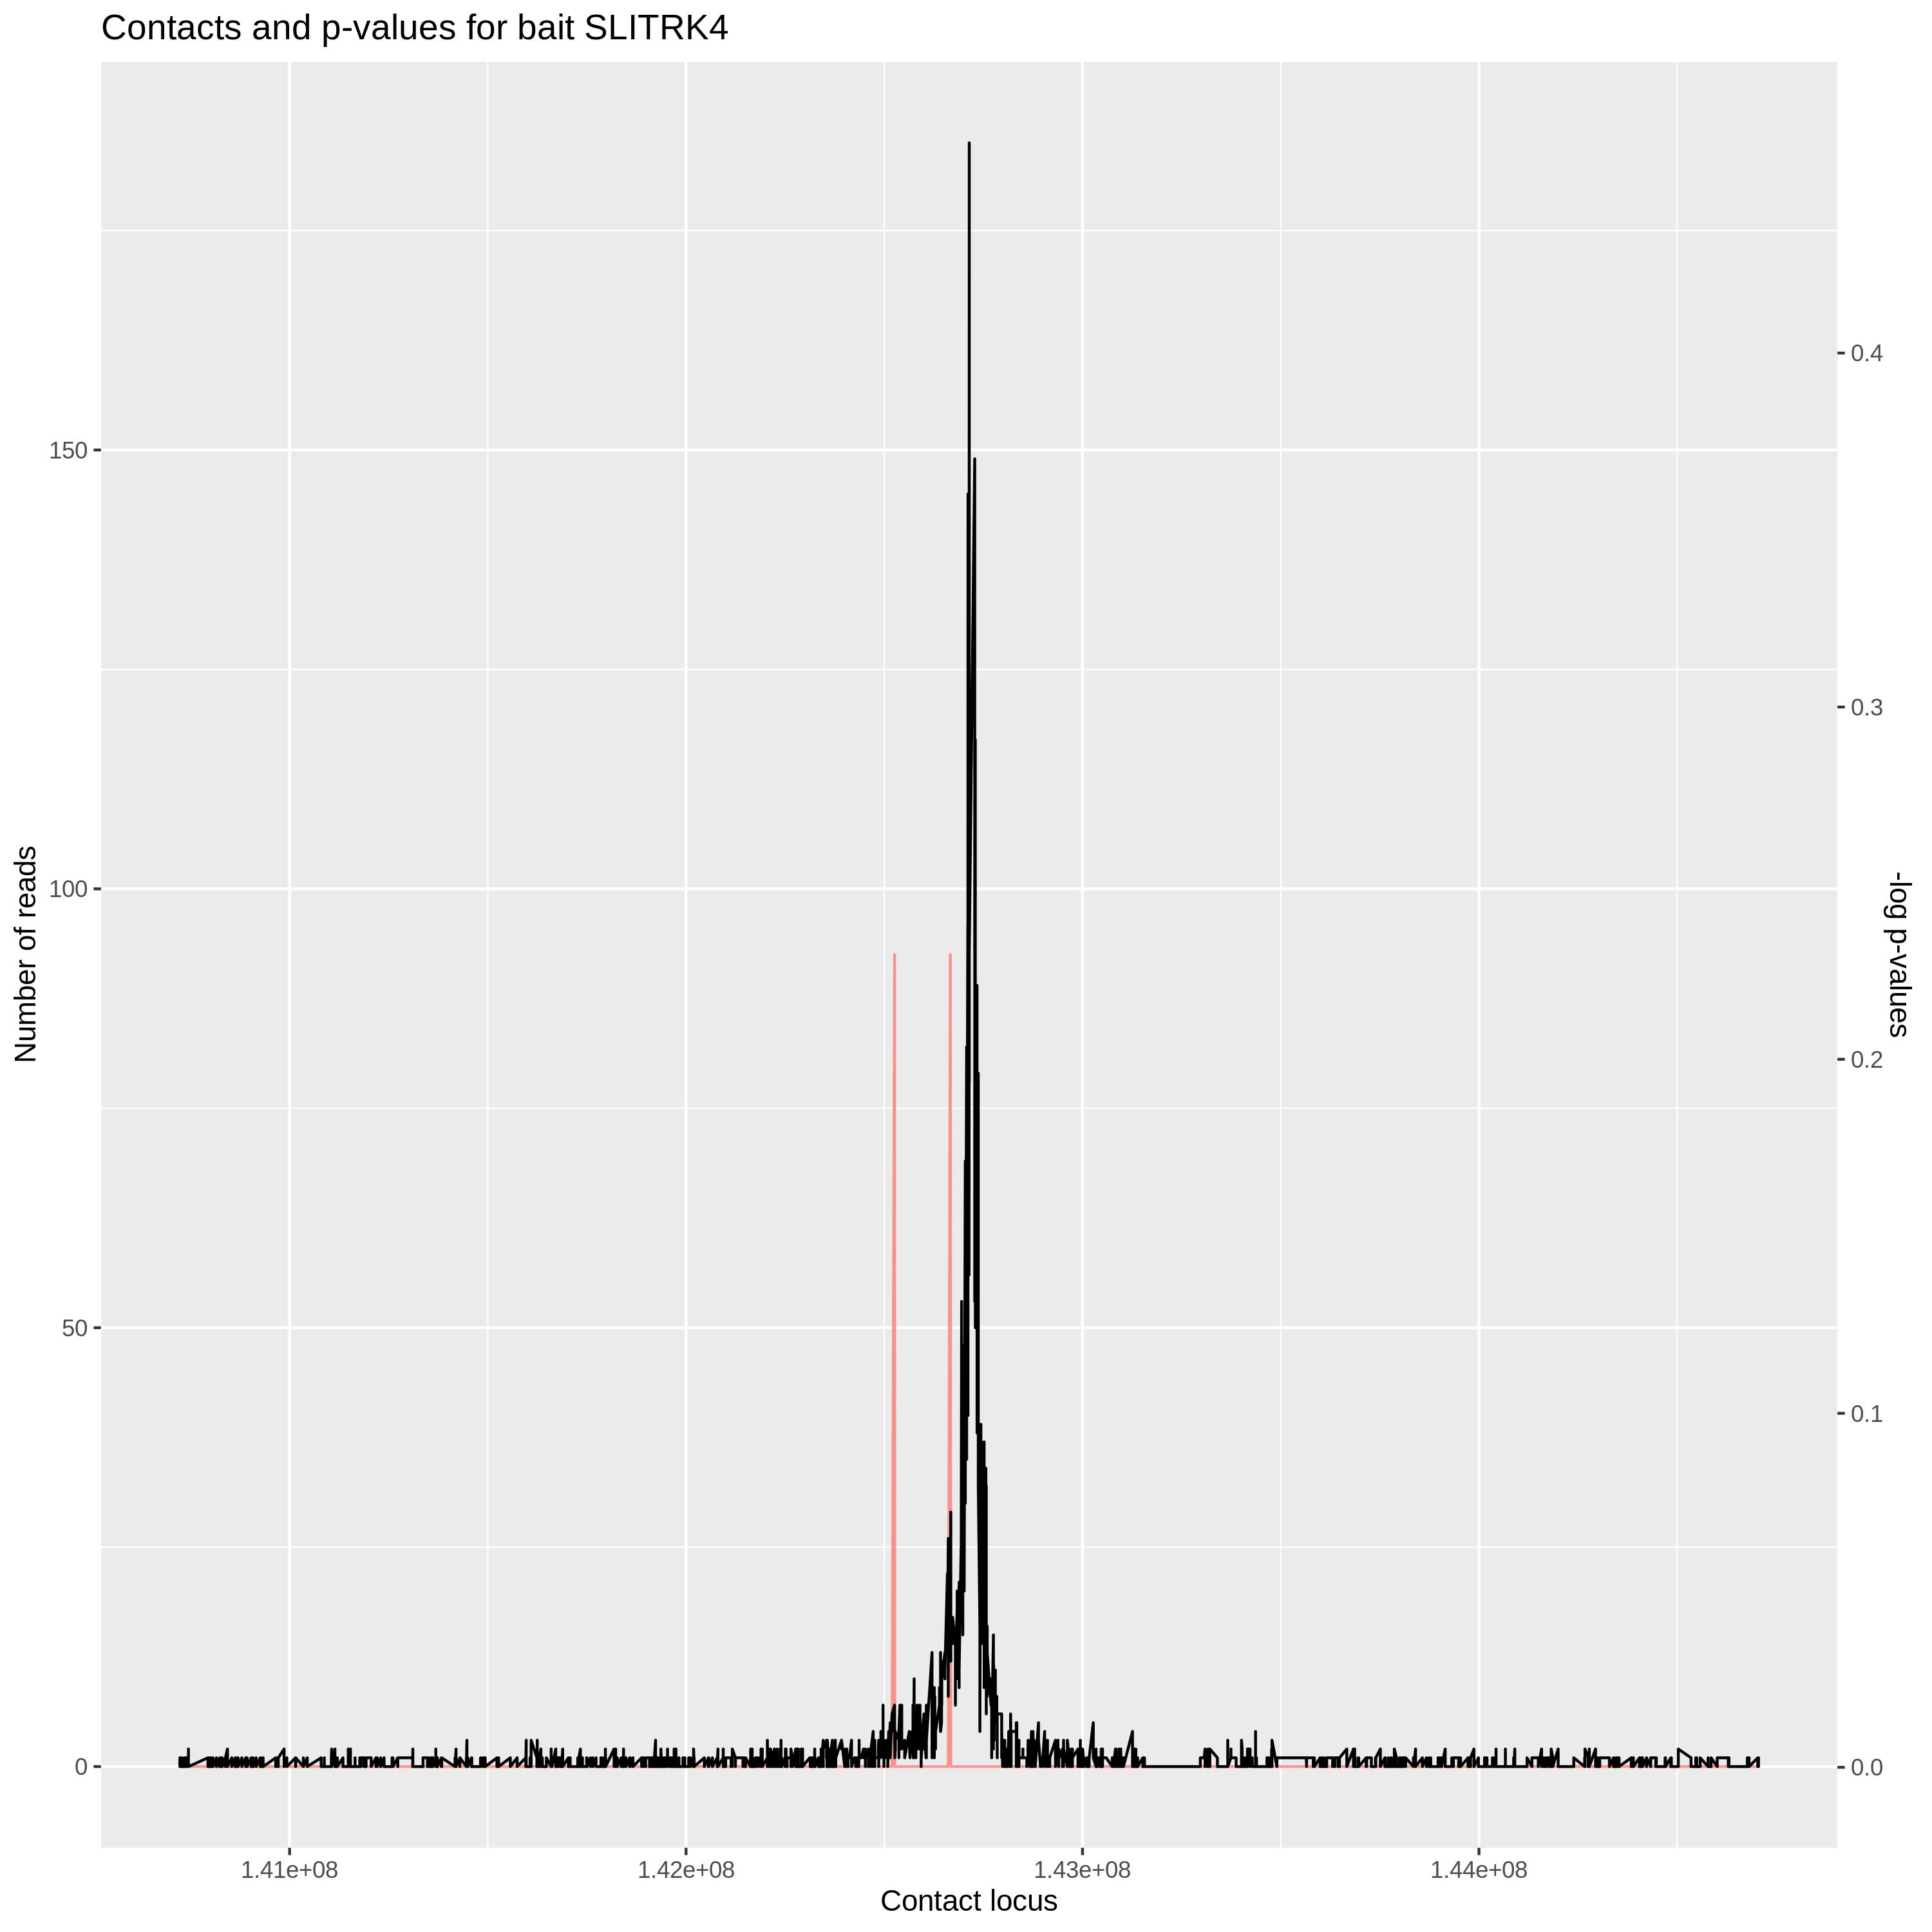 Contacts and p-values for bait SLITRK4
Number of reads
150
100
50
0
0.4
0.3
0.2
0.1
0.0
-log p-values
1.41e+08 1.42e+08 1.43e+08 1.44e+08
Contact locus